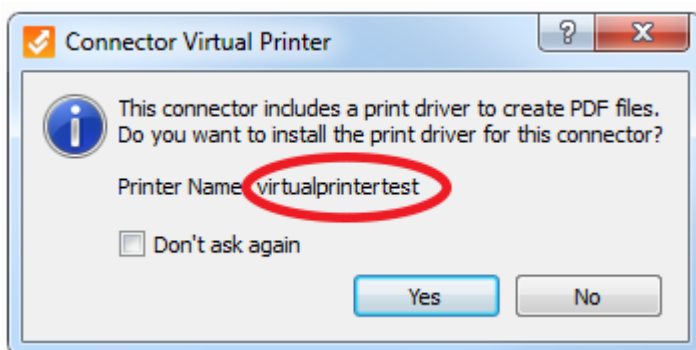 Connector Virtual Printer
This connector includes a print driver to create PDF files.
Do you want to install the print driver for this connector?
Printer Name: virtualprintertest
Don't ask again
Yes No